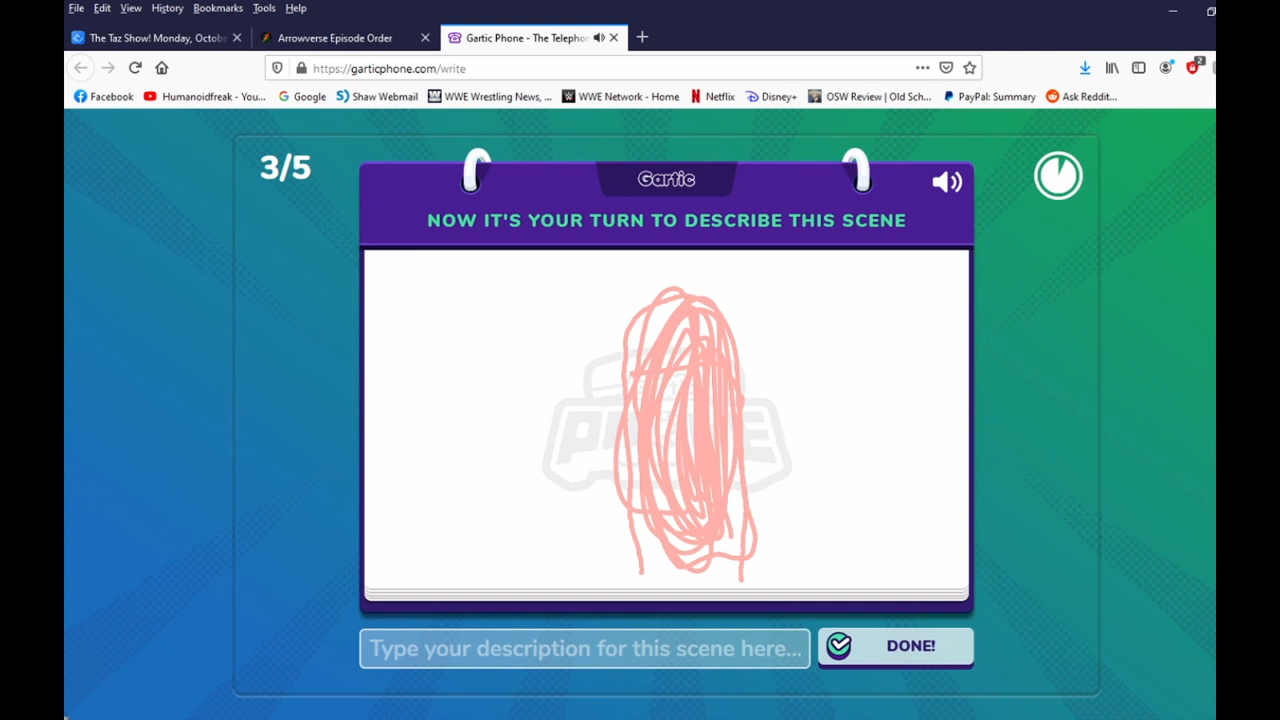 File Edit View History Bookmarks Tools Help
The Taz Show! Monday, Octobe
Arrowverse Episode Order
Gartic Phone - The Telephon
https://garticphone.com/write
Facebook
Humanoidfreak - You...
Google
Shaw Webmail
WWE Wrestling News, ...
WWE Network - Home
Netflix
Disney+
OSW Review | Old Sch...
PayPal: Summary
Ask Reddit...
2
3/5
Gartic
NOW IT'S YOUR TURN TO DESCRIBE THIS SCENE
Type your description for this scene here...
DONE!